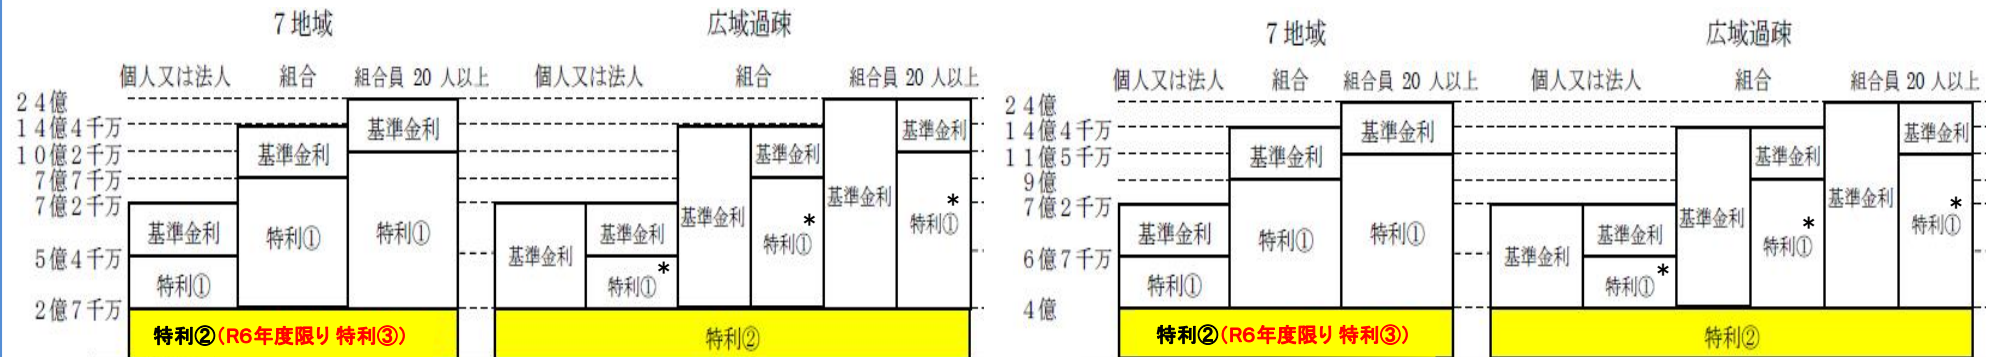 ７地域
広域過疎
個人又は法人 組合 組合員 20 人以上 個人又は法人 組合 組合員 20 人以上
２４億
１４億４千万
１０億２千万
７億７千万
７億２千万
５億４千万
２億７千万
基準金利
特利①
基準金利
特利①
基準金利
特利①
基準金利
基準金利
特利①*
基準金利
基準金利
*
特利①
基準金利
基準金利
*
特利①
特利②(R6年度限り 特利③)
特利②
７地域
広域過疎
個人又は法人 組合 組合員 20 人以上 個人又は法人 組合 組合員 20 人以上
２４億
１４億４千万
１１億５千万
９億
７億２千万
６億７千万
４億
基準金利
特利①
基準金利
特利①
基準金利
特利①
基準金利
基準金利
特利①*
基準金利
基準金利
*
特利①
基準金利
基準金利
*
特利①
特利②(R6年度限り 特利③)
特利②